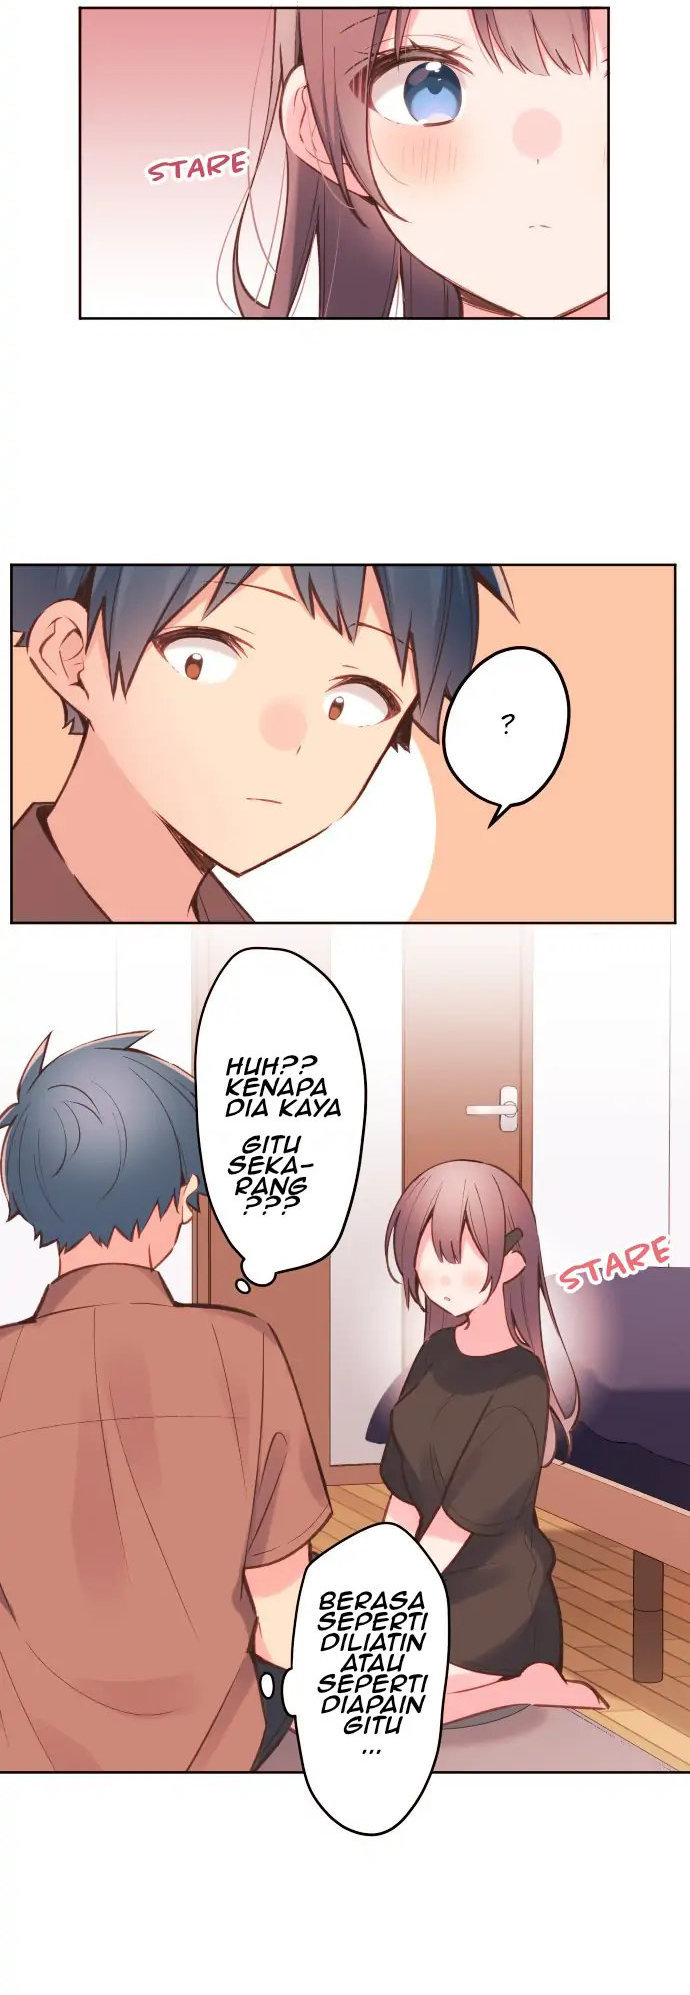 STARE
?
HUH??
KENAPA
DIA KAYA
GITU
SEKA-
RANG
???
STARE
BERASA
SEPERTI
DILIATIN
ATAU
SEPERTI
DIAPAIN
GITU
...